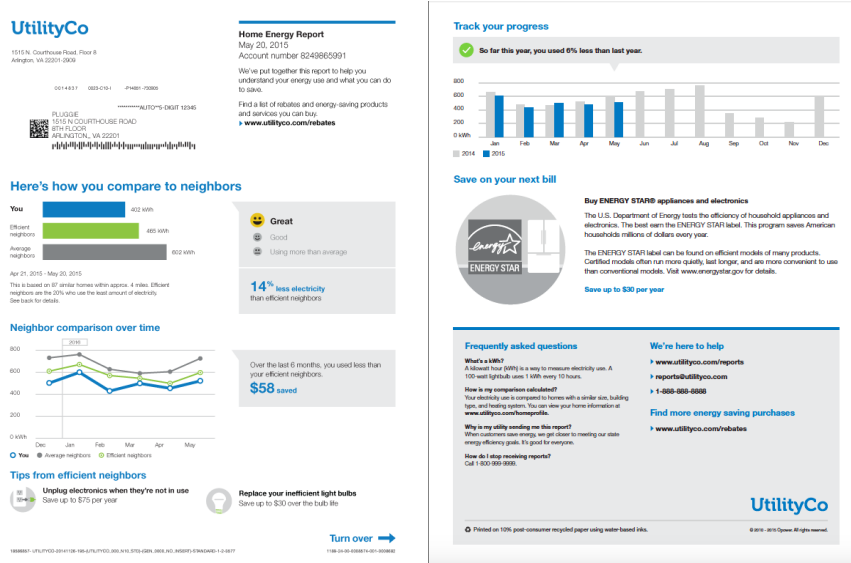 UtilityCo
1515 N. Courthouse Road, Floor 8
Arlington, VA 22201-2909
**********AUTO**5-DIGIT 12345
PLUGGIE
1515 N COURTHOUSE ROAD
8TH FLOOR
ARLINGTON, VA 22201
Home Energy Report
May 20, 2015
Account number 8249865991
We've put together this report to help you
understand your energy use and what you can do
to save.
Find a list of rebates and energy-saving products
and services you can buy.
www.utilityco.com/rebates
Here's how you compare to neighbors
You
402 kWh
Efficient
neighbors
465 kWh
Average
neighbors
602 kWh
Apr 21, 2015 - May 20, 2015
This is based on 87 similar homes within approx. 4 miles. Efficient
neighbors are the 20% who use the least amount of electricity.
See back for details.
Great
Good
Using more than average
14% less electricity
than efficient neighbors
Neighbor comparison over time
800
600
400
200
0 kWh
Dec Jan Feb Mar Apr May
You Average neighbors Efficient neighbors
Over the last 6 months, you used less than
your efficient neighbors.
$58 saved
Tips from efficient neighbors
Unplug electronics when they're not in use
Save up to $75 per year
Replace your inefficient light bulbs
Save up to $30 over the bulb life
Turn over
Track your progress
So far this year, you used 6% less than last year.
800
600
400
200
0 kWh
Jan Feb Mar Apr May Jun Jul Aug Sep Oct Nov Dec
2014 2015
Save on your next bill
energy
ENERGY STAR
Buy ENERGY STAR® appliances and electronics
The U.S. Department of Energy tests the efficiency of household appliances and
electronics. The best earn the ENERGY STAR label. This program saves American
households millions of dollars every year.
The ENERGY STAR label can be found on efficient models of many products.
Certified models often run more quietly, last longer, and are more convenient to use
than conventional models. Visit www.energystar.gov for details.
Save up to $30 per year
Frequently asked questions
What's a kWh?
A kilowatt hour (kWh) is a way to measure electricity use. A
100-watt lightbulb uses 1 kWh every 10 hours.
How is my comparison calculated?
Your electricity use is compared to homes with a similar size, building
type, and heating system. You can view your home information at
www.utilityco.com/homeprofile.
Why is my utility sending me this report?
When customers save energy, we get closer to meeting our state
energy efficiency goals. It's good for everyone.
How do I stop receiving reports?
Call 1-800-999-9999.
We're here to help
www.utilityco.com/reports
reports@utilityco.com
1-888-888-8888
Find more energy saving purchases
www.utilityco.com/rebates
UtilityCo
Printed on 10% post-consumer recycled paper using water-based inks.